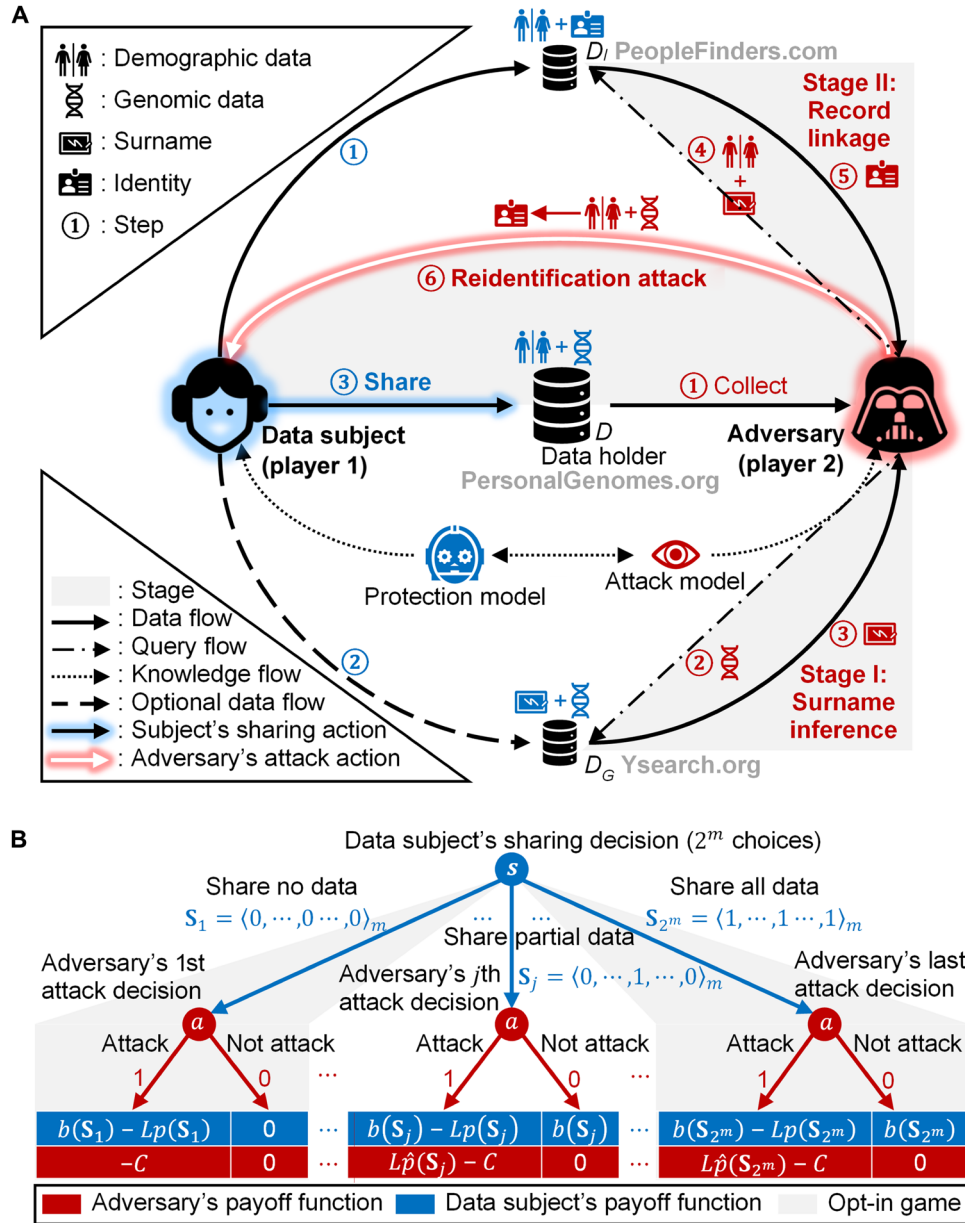 A
: Demographic data
: Genomic data
: Surname
: Identity
① : Step
D_I PeopleFinders.com
Stage II:
Record
linkage
①
④
+
⑤
+
+
⑥ Reidentification attack
+
③ Share
① Collect
Data subject
(player 1)
D
Data holder
PersonalGenomes.org
Adversary
(player 2)
Protection model
Attack model
: Stage
: Data flow
: Query flow
: Knowledge flow
: Optional data flow
: Subject's sharing action
: Adversary's attack action
②
+
② 
③
Stage I:
Surname
inference
D_G Ysearch.org
B
Data subject's sharing decision (2^m choices)
s
Share no data
S_1 = ⟨0, ⋯, 0 ⋯, 0⟩_m
⋯ ⋯
Share partial data
Share all data
S_{2^m} = ⟨1, ⋯, 1 ⋯, 1⟩_m
Adversary's 1st
attack decision
Adversary's jth
attack decision
S_j = ⟨0, ⋯, 1, ⋯, 0⟩_m
Adversary's last
attack decision
a a a
Attack Not attack Attack Not attack Attack Not attack
1 0 ⋯ 1 0 ⋯ 1 0
b(S_1) − Lp(S_1) 0 ⋯ b(S_j) − Lp(S_j) b(S_j) ⋯ b(S_{2^m}) − Lp(S_{2^m}) b(S_{2^m})
−C 0 ⋯ Lp̂(S_j) − C 0 ⋯ Lp̂(S_{2^m}) − C 0
Adversary's payoff function Data subject's payoff function Opt-in game